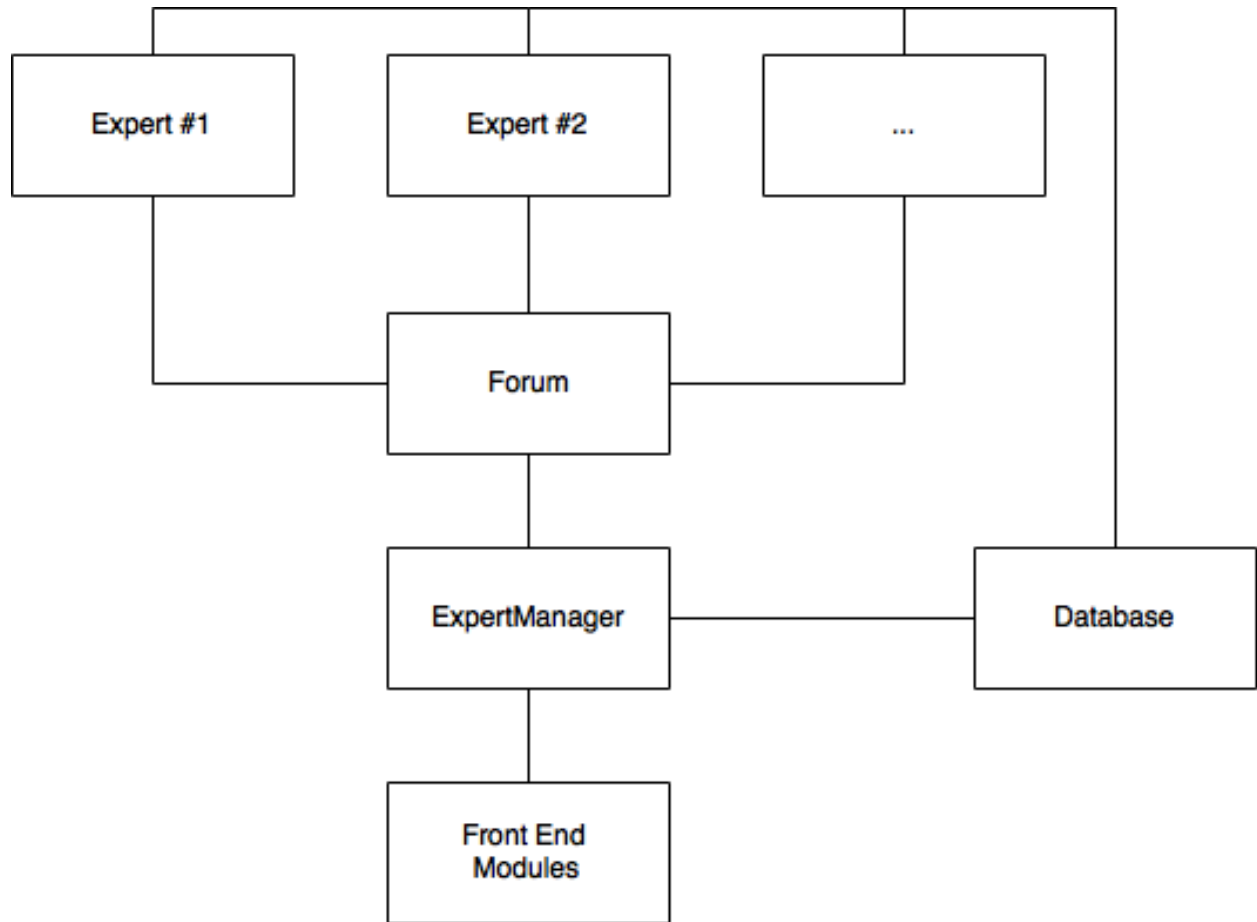 Expert #1
Expert #2
...
Forum
ExpertManager
Database
Front End
Modules